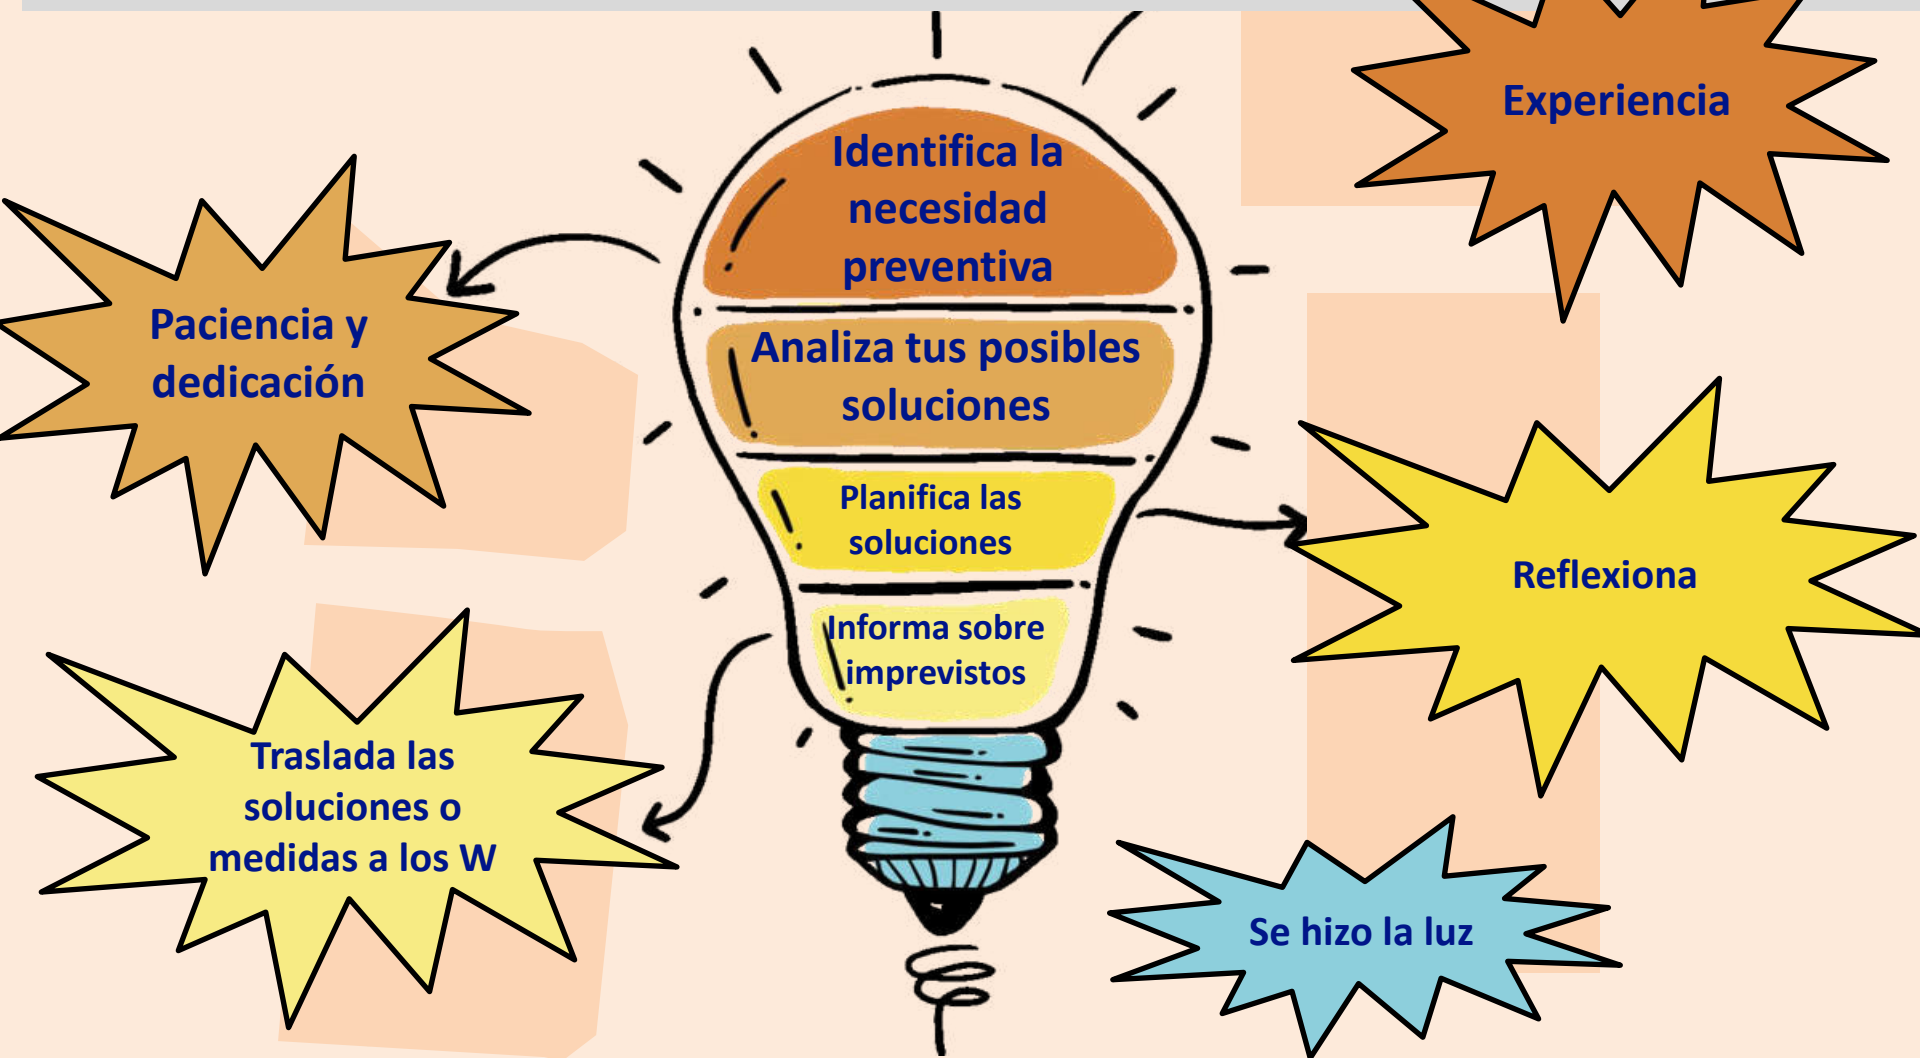 Experiencia
Identifica la
necesidad
preventiva
Paciencia y
dedicación
Analiza tus posibles
soluciones
Planifica las
soluciones
Reflexiona
Informa sobre
imprevistos
Traslada las
soluciones o
medidas a los W
Se hizo la luz